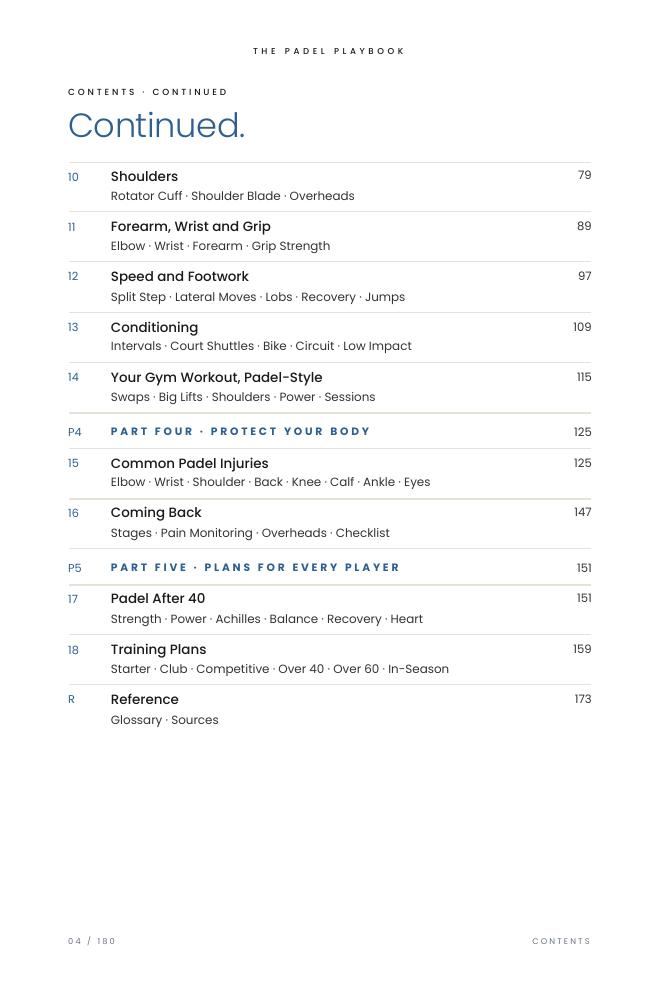 THE PADEL PLAYBOOK
CONTENTS · CONTINUED
Continued.
10 Shoulders 79
Rotator Cuff · Shoulder Blade · Overheads
11 Forearm, Wrist and Grip 89
Elbow · Wrist · Forearm · Grip Strength
12 Speed and Footwork 97
Split Step · Lateral Moves · Lobs · Recovery · Jumps
13 Conditioning 109
Intervals · Court Shuttles · Bike · Circuit · Low Impact
14 Your Gym Workout, Padel-Style 115
Swaps · Big Lifts · Shoulders · Power · Sessions
P4 PART FOUR · PROTECT YOUR BODY 125
15 Common Padel Injuries 125
Elbow · Wrist · Shoulder · Back · Knee · Calf · Ankle · Eyes
16 Coming Back 147
Stages · Pain Monitoring · Overheads · Checklist
P5 PART FIVE · PLANS FOR EVERY PLAYER 151
17 Padel After 40 151
Strength · Power · Achilles · Balance · Recovery · Heart
18 Training Plans 159
Starter · Club · Competitive · Over 40 · Over 60 · In-Season
R Reference 173
Glossary · Sources
04 / 180 CONTENTS